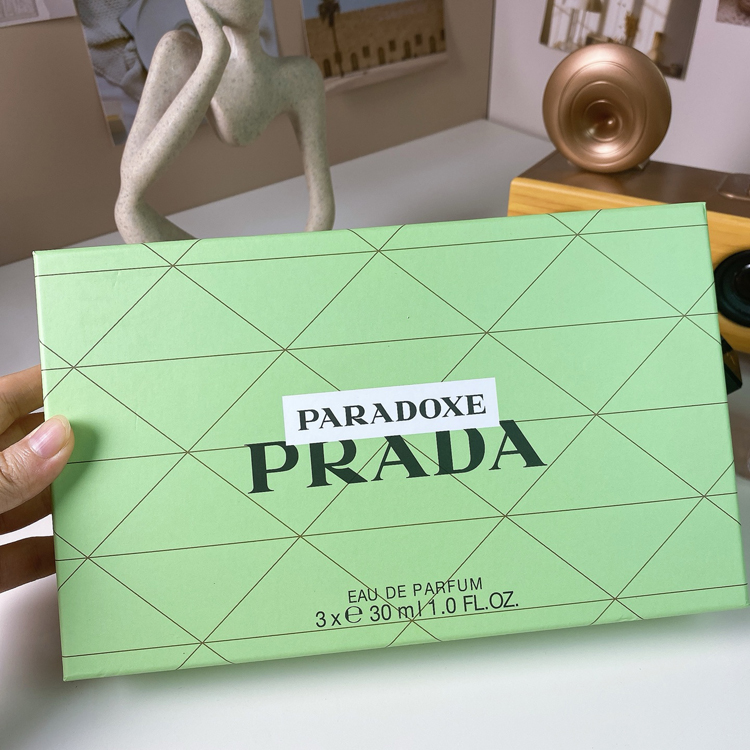 PARADOXE
PRADA
EAU DE PARFUM
3 x ℮ 30 ml 1.0 FL.OZ.